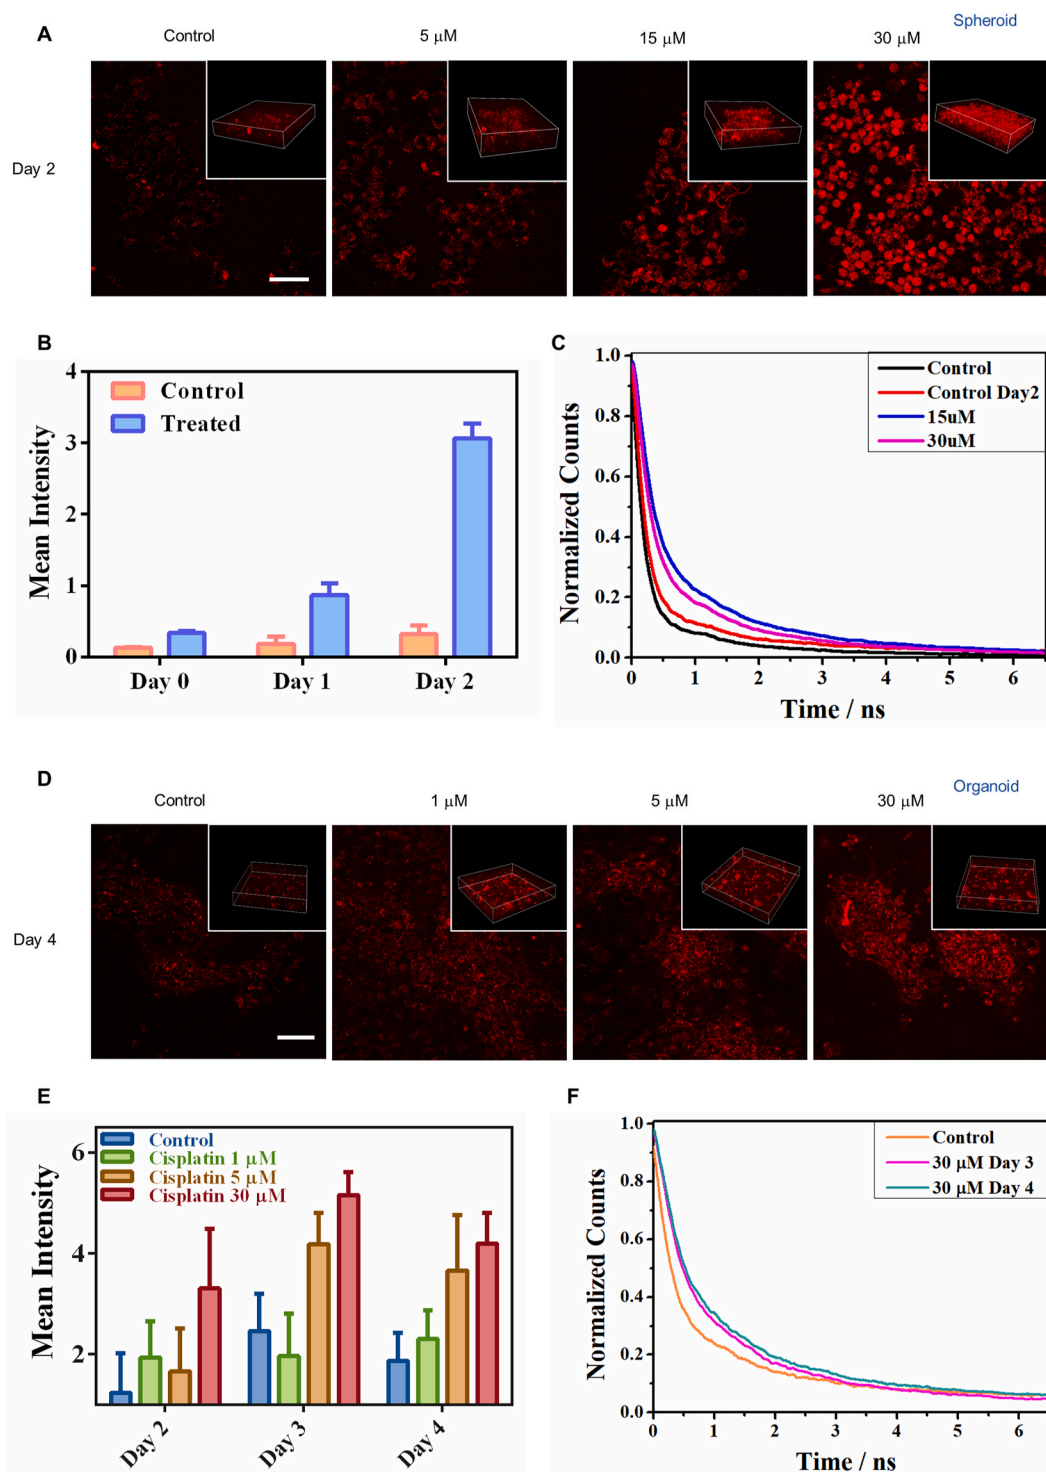 A
Control
5 μM
15 μM
30 μM
Spheroid
Day 2
B
4
3
2
1
0
Mean Intensity
Control
Treated
Day 0
Day 1
Day 2
C
1.0
0.8
0.6
0.4
0.2
0.0
Normalized Counts
Control
Control Day2
15uM
30uM
0
1
2
3
4
5
6
Time / ns
D
Control
1 μM
5 μM
30 μM
Organoid
Day 4
E
6
4
2
Mean Intensity
Control
Cisplatin 1 μM
Cisplatin 5 μM
Cisplatin 30 μM
Day 2
Day 3
Day 4
F
1.0
0.8
0.6
0.4
0.2
0.0
Normalized Counts
Control
30 μM Day 3
30 μM Day 4
0
1
2
3
4
5
6
Time / ns